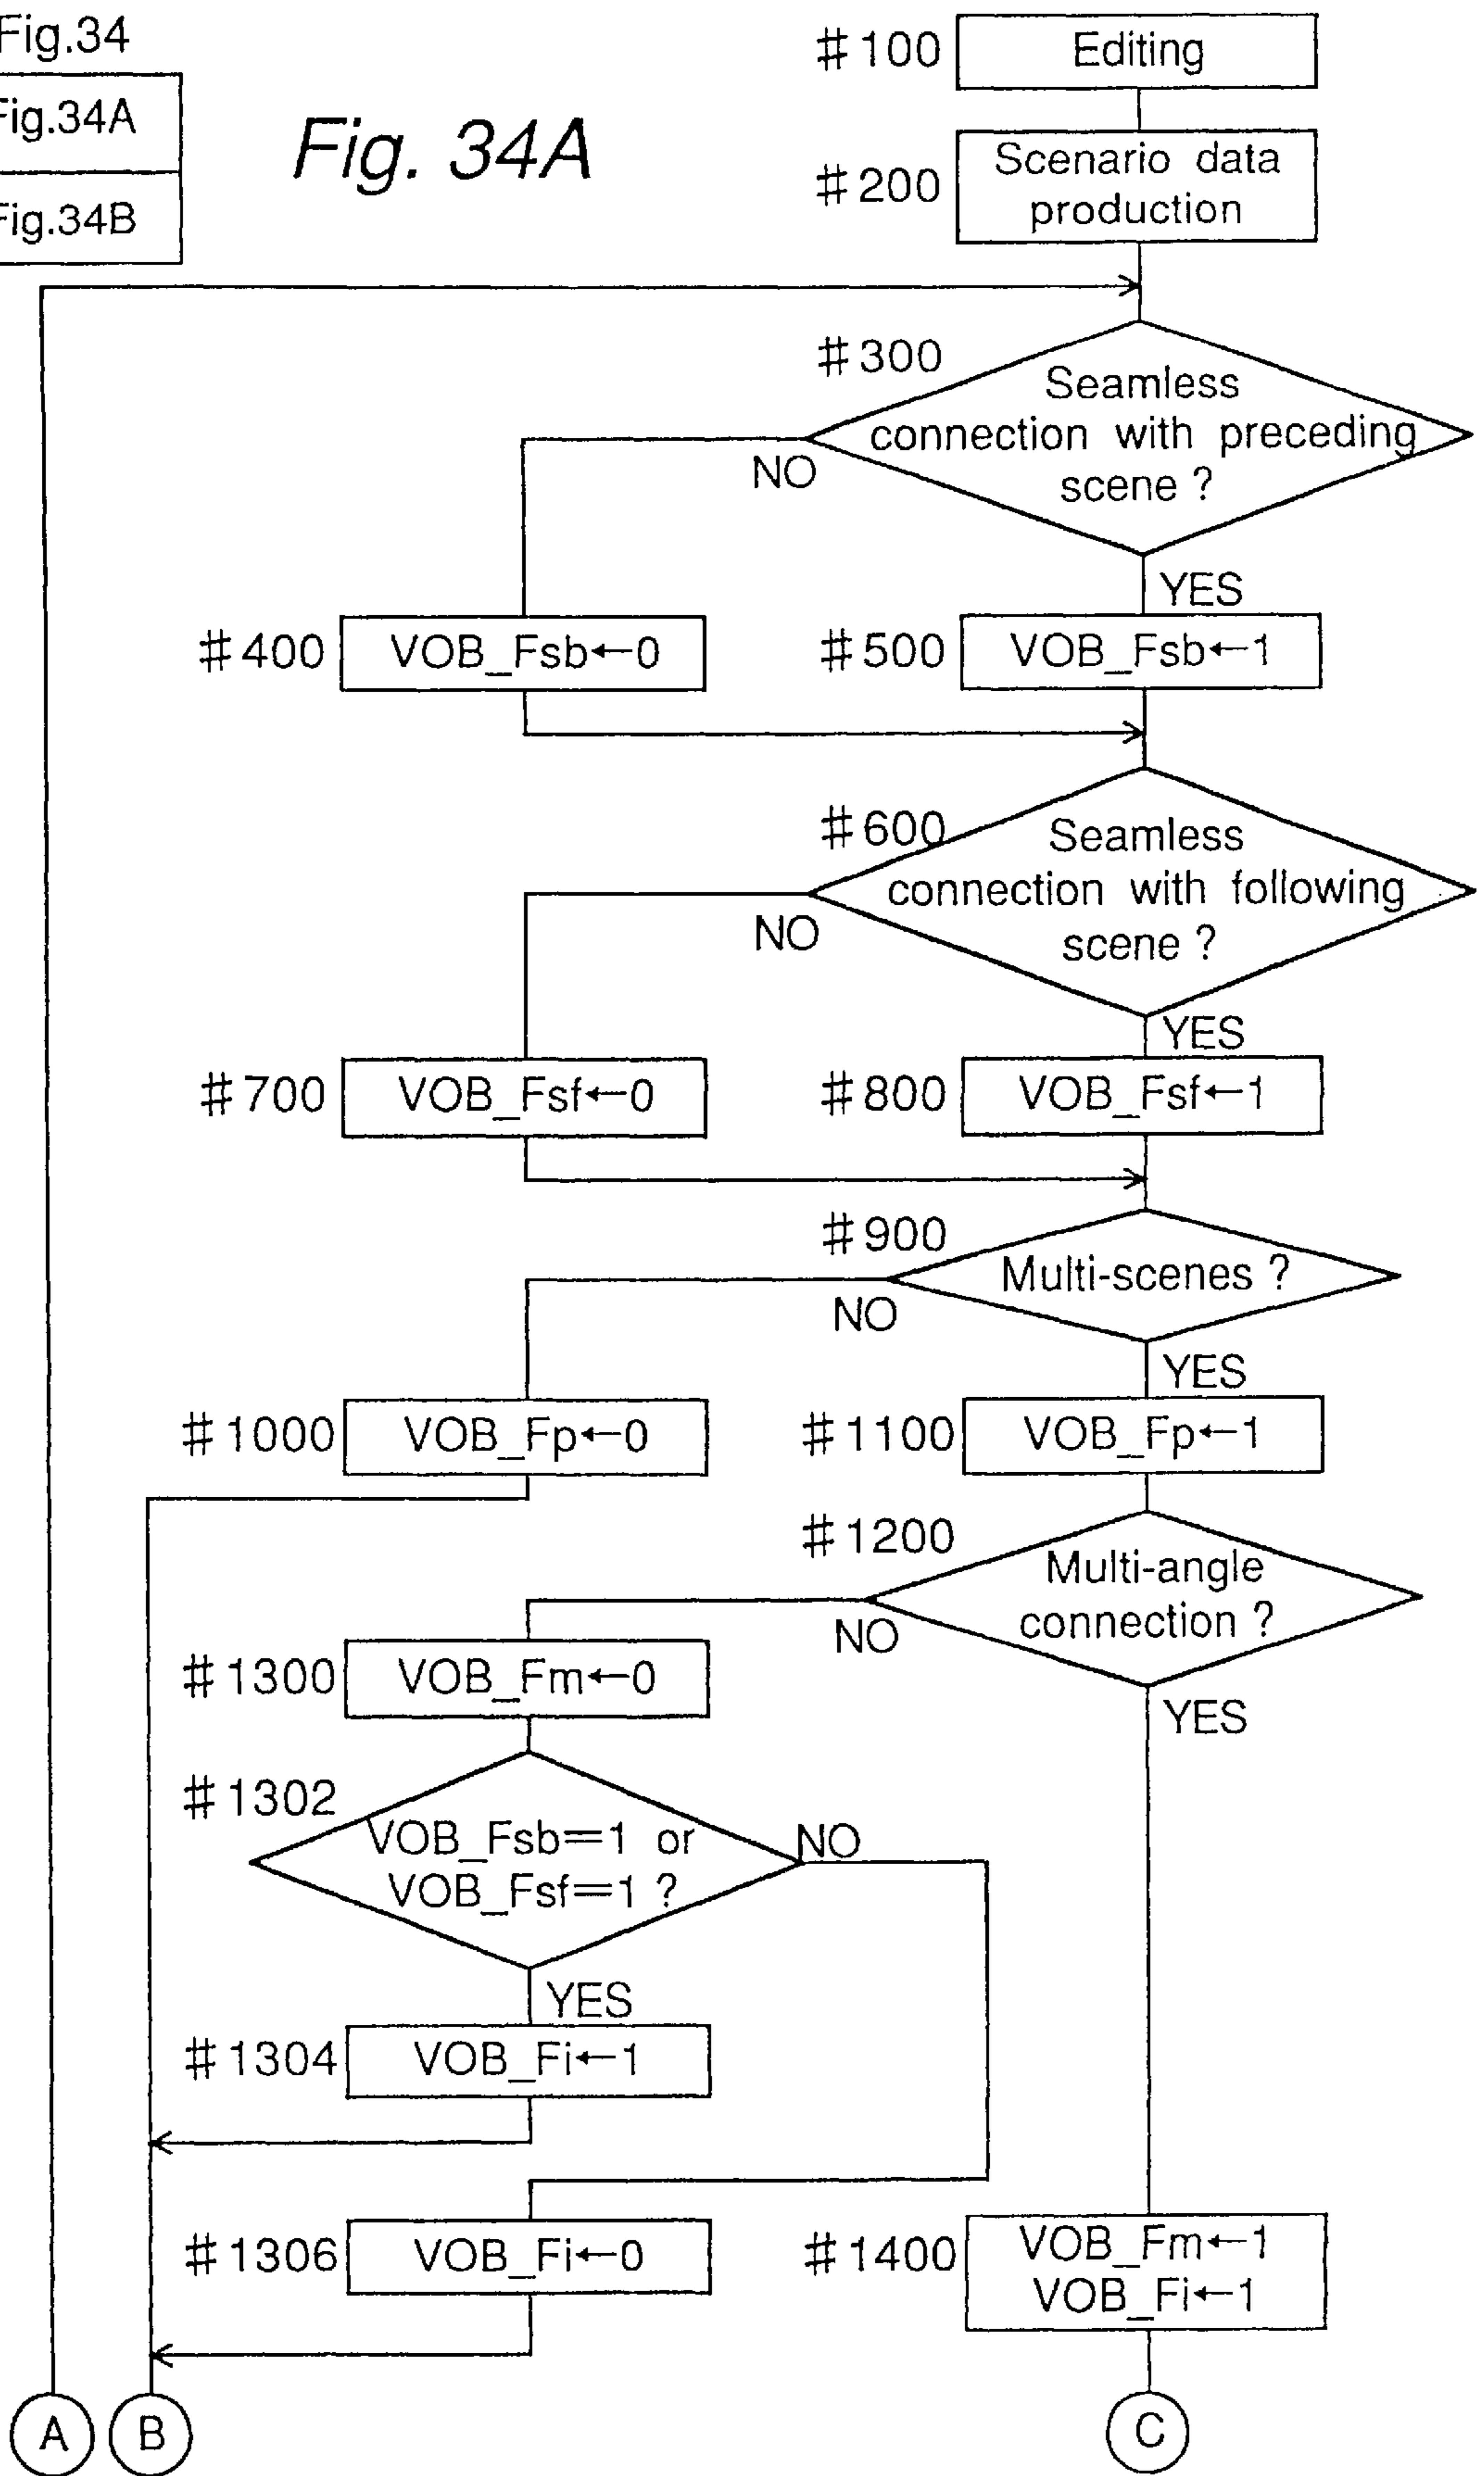 Fig.34
Fig.34A
Fig.34B
Fig. 34A
#100
Editing
#200
Scenario data
production
#300
Seamless
connection with preceding
scene ?
NO
YES
#400
VOB_Fsb←0
#500
VOB_Fsb←1
#600
Seamless
connection with following
scene ?
NO
YES
#700
VOB_Fsf←0
#800
VOB_Fsf←1
#900
Multi-scenes ?
NO
YES
#1000
VOB_Fp←0
#1100
VOB_Fp←1
#1200
Multi-angle
connection ?
NO
YES
#1300
VOB_Fm←0
#1302
VOB_Fsb=1 or
VOB_Fsf=1 ?
NO
YES
#1304
VOB_Fi←1
#1306
VOB_Fi←0
#1400
VOB_Fm←1
VOB_Fi←1
A
B
C